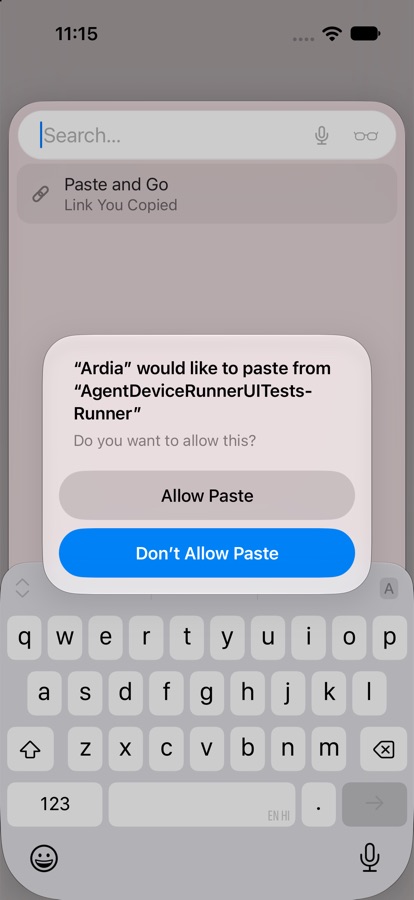 11:15
Search...
Paste and Go
Link You Copied
“Ardia” would like to paste from
“AgentDeviceRunnerUITests-
Runner”
Do you want to allow this?
Allow Paste
Don’t Allow Paste
A
q w e r t y u i o p
a s d f g h j k l
z x c v b n m
123 EN HI .